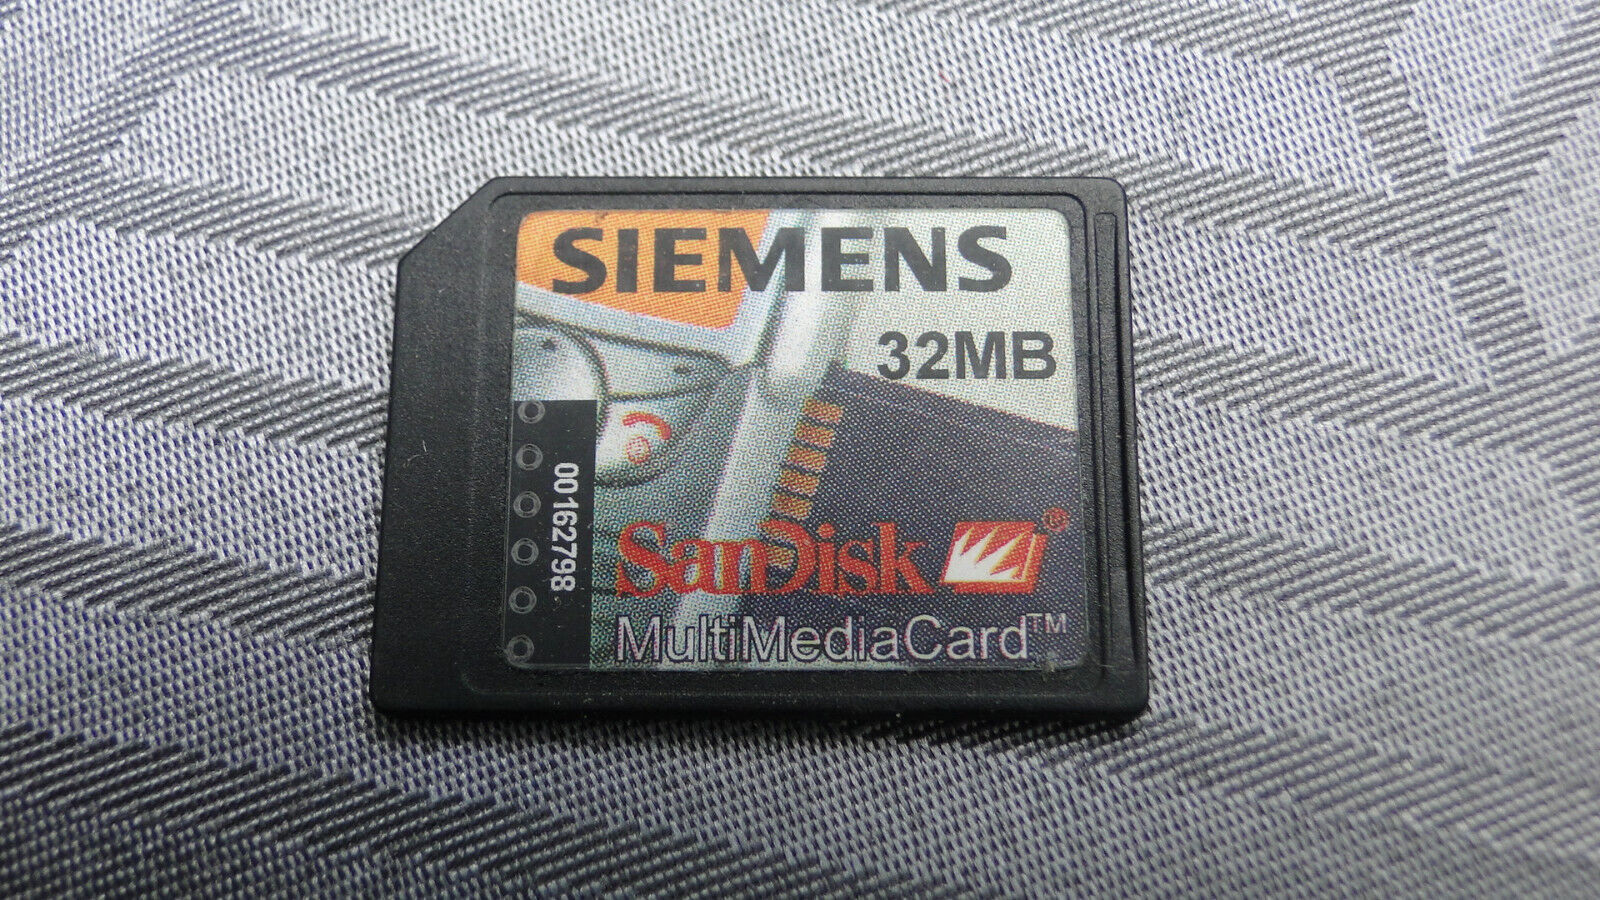 SIEMENS
32MB
00162798
SanDisk®
MultiMediaCard™